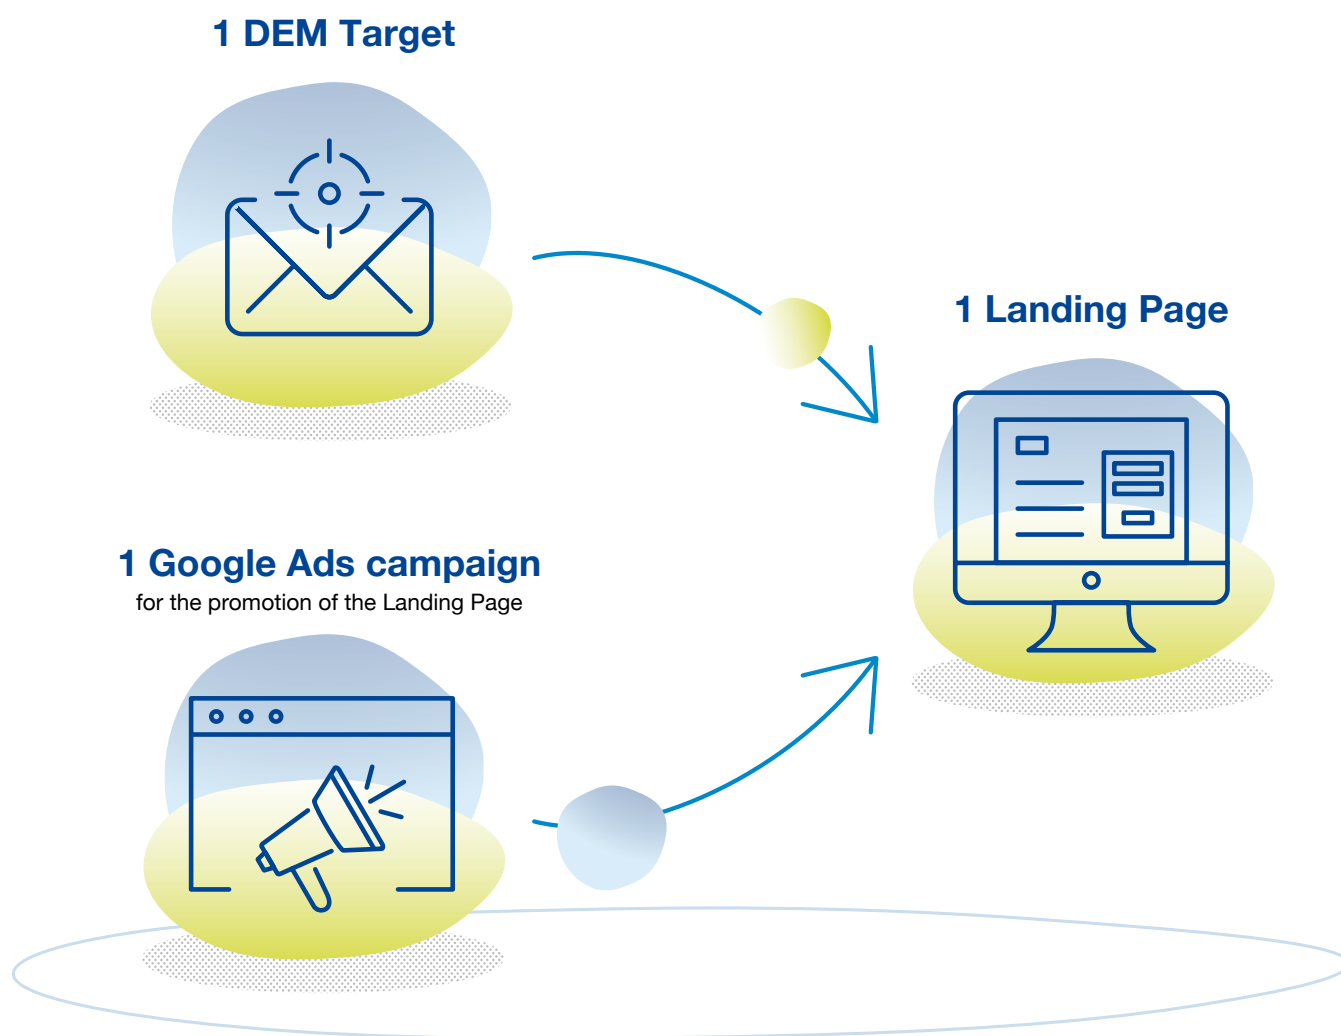 1 DEM Target
1 Landing Page
1 Google Ads campaign
for the promotion of the Landing Page